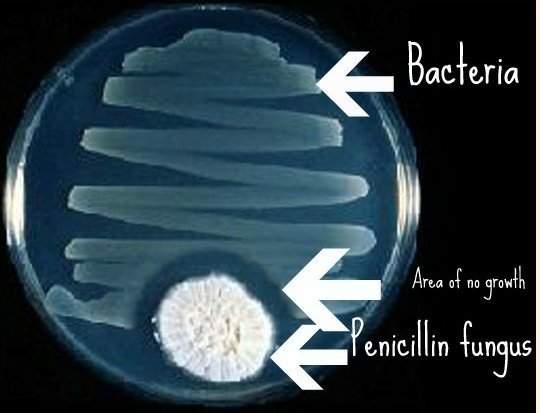 Bacteria
Area of no growth
Penicillin fungus